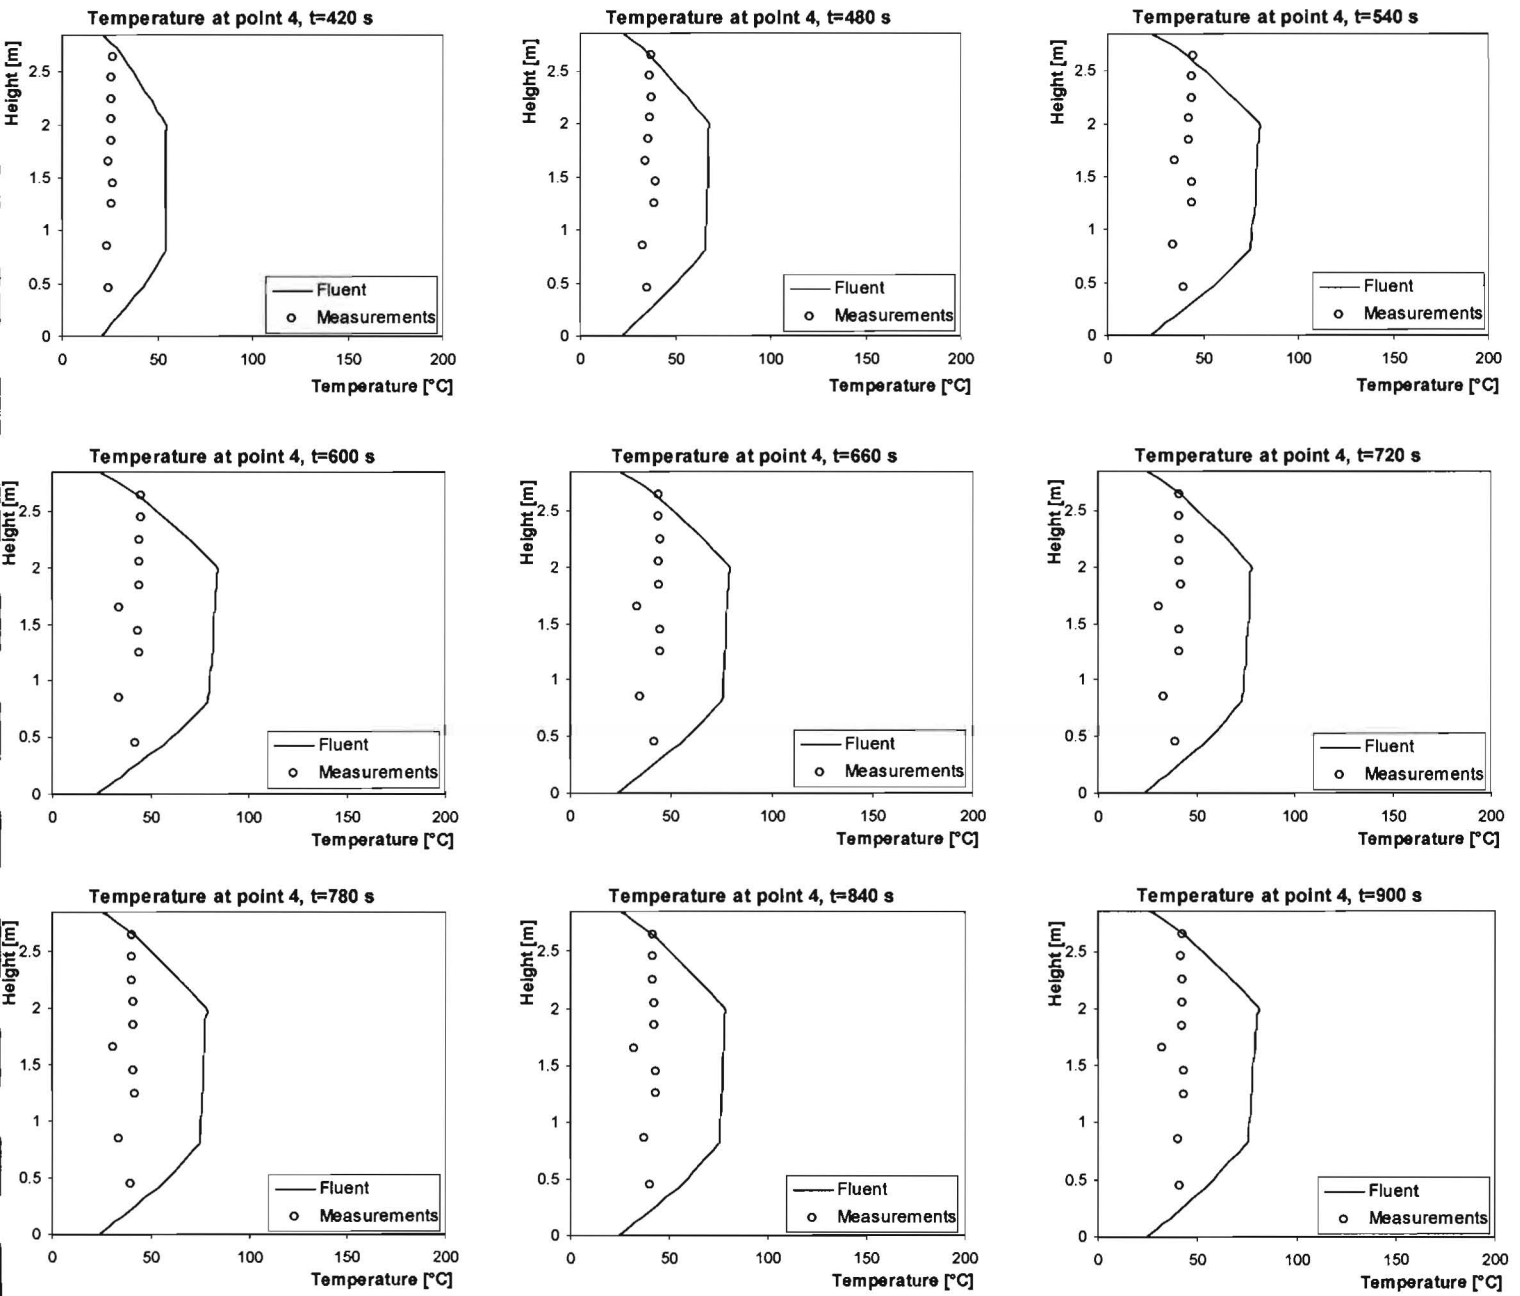 Temperature at point 4, t=420 s
Height [m]
2.5
2
1.5
1
0.5
0
Fluent
Measurements
0 50 100 150 200
Temperature [°C]
Temperature at point 4, t=480 s
Height [m]
2.5
2
1.5
1
0.5
0
Fluent
Measurements
0 50 100 150 200
Temperature [°C]
Temperature at point 4, t=540 s
Height [m]
2.5
2
1.5
1
0.5
0
Fluent
Measurements
0 50 100 150 200
Temperature [°C]
Temperature at point 4, t=600 s
Height [m]
2.5
2
1.5
1
0.5
0
Fluent
Measurements
0 50 100 150 200
Temperature [°C]
Temperature at point 4, t=660 s
Height [m]
2.5
2
1.5
1
0.5
0
Fluent
Measurements
0 50 100 150 200
Temperature [°C]
Temperature at point 4, t=720 s
Height [m]
2.5
2
1.5
1
0.5
0
Fluent
Measurements
0 50 100 150 200
Temperature [°C]
Temperature at point 4, t=780 s
Height [m]
2.5
2
1.5
1
0.5
0
Fluent
Measurements
0 50 100 150 200
Temperature [°C]
Temperature at point 4, t=840 s
Height [m]
2.5
2
1.5
1
0.5
0
Fluent
Measurements
0 50 100 150 200
Temperature [°C]
Temperature at point 4, t=900 s
Height [m]
2.5
2
1.5
1
0.5
0
Fluent
Measurements
0 50 100 150 200
Temperature [°C]